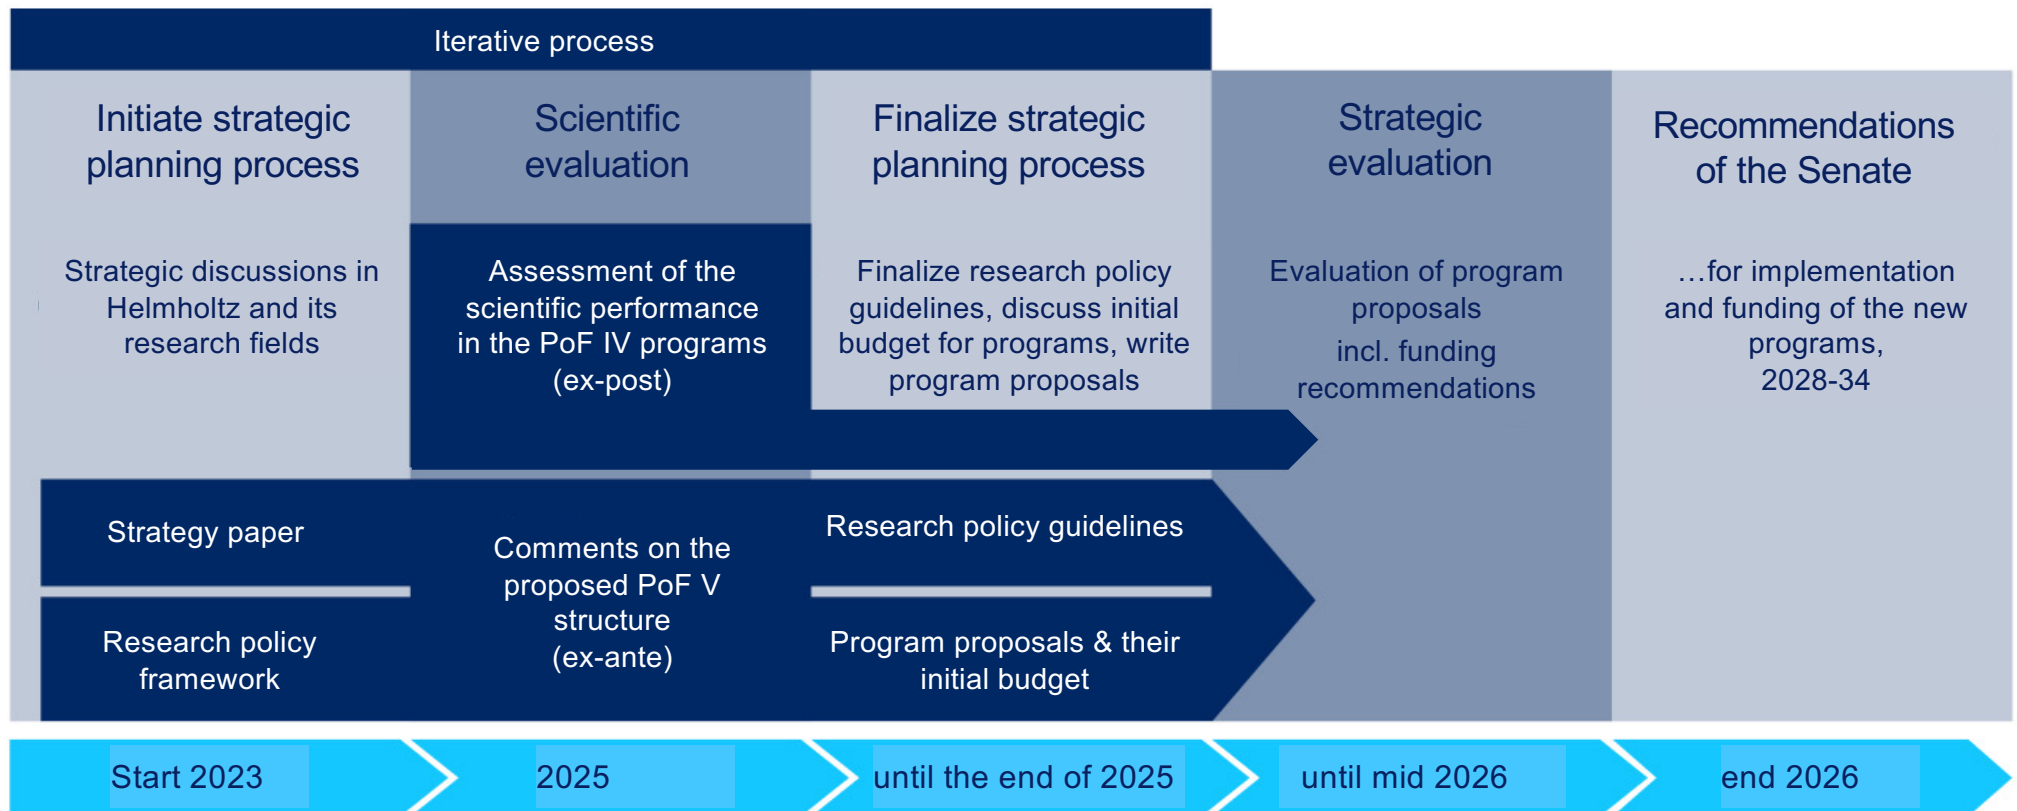 Iterative process
Initiate strategic
planning process
Scientific
evaluation
Finalize strategic
planning process
Strategic
evaluation
Recommendations
of the Senate
Strategic discussions in
Helmholtz and its
research fields
Assessment of the
scientific performance
in the PoF IV programs
(ex-post)
Finalize research policy
guidelines, discuss initial
budget for programs, write
program proposals
Evaluation of program
proposals
incl. funding
recommendations
…for implementation
and funding of the new
programs,
2028-34
Strategy paper
Research policy
framework
Comments on the
proposed PoF V
structure
(ex-ante)
Research policy guidelines
Program proposals & their
initial budget
Start 2023
2025
until the end of 2025
until mid 2026
end 2026